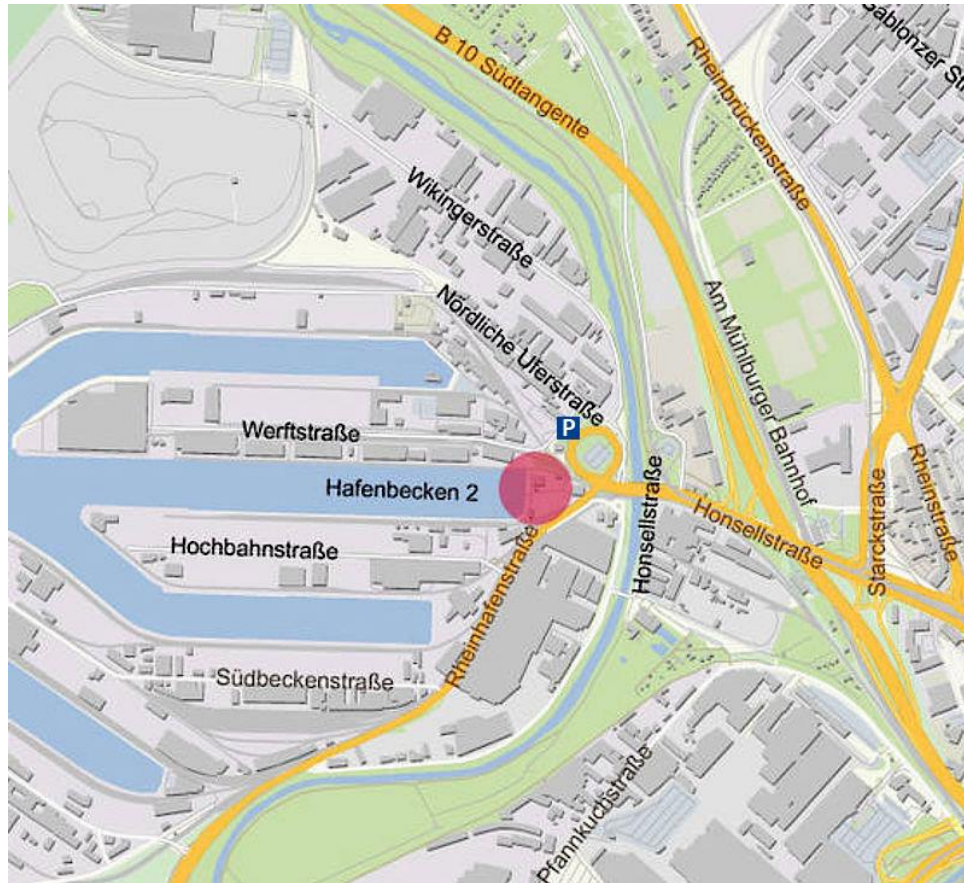 Gablonzer Str
B 10 Südtangente
Rheinbrückenstraße
Wikingerstraße
Nördliche Uferstraße
Am Mühlburger Bahnhof
P
Werftstraße
Hafenbecken 2
Honsellstraße
Honsellstraße
Starckstraße
Rheinstraße
Hochbahnstraße
Rheinhafenstraße
Südbeckenstraße
Pfannkuchstraße